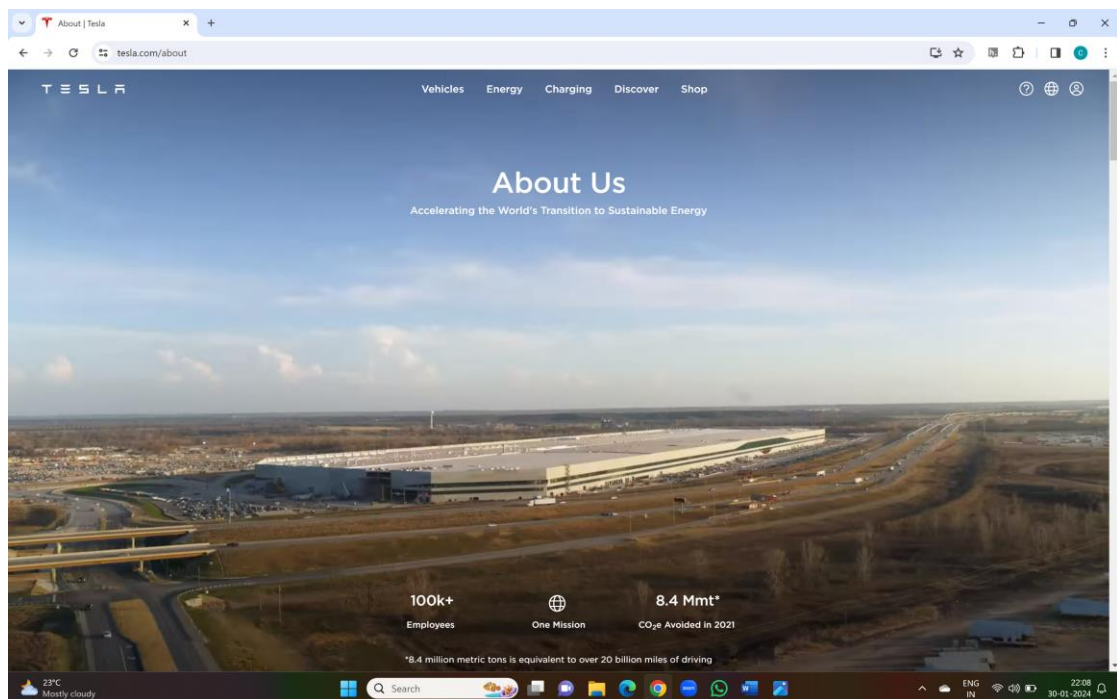 About | Tesla
tesla.com/about
C
TESLA
Vehicles Energy Charging Discover Shop
About Us
Accelerating the World's Transition to Sustainable Energy
100k+
Employees
One Mission
8.4 Mmt*
CO₂e Avoided in 2021
*8.4 million metric tons is equivalent to over 20 billion miles of driving
23°C
Mostly cloudy
Search
ENG
IN
22:08
30-01-2024